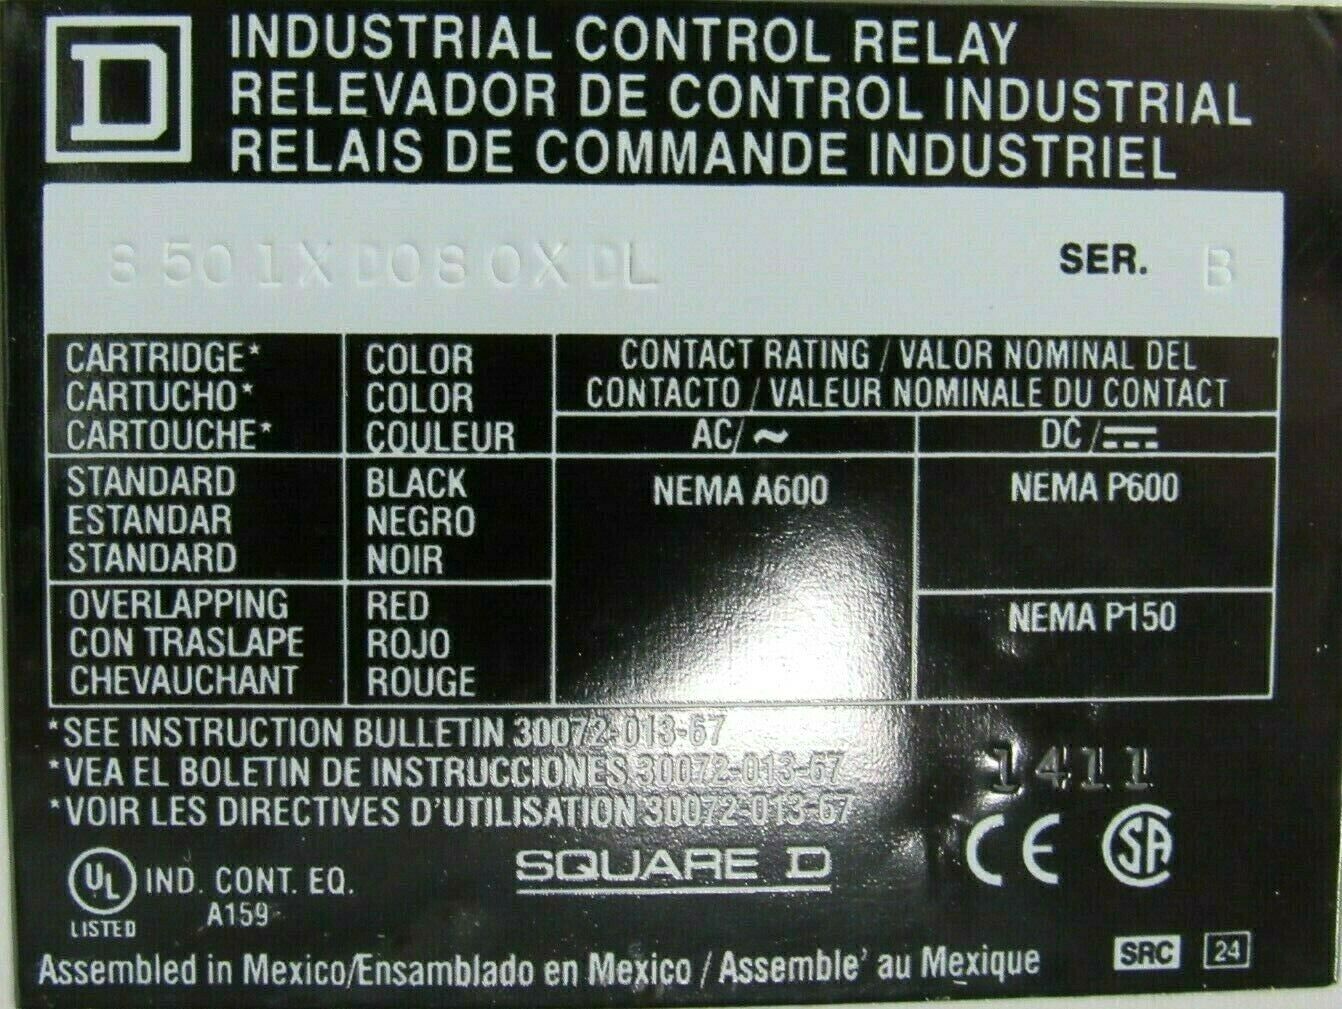 D
INDUSTRIAL CONTROL RELAY
RELEVADOR DE CONTROL INDUSTRIAL
RELAIS DE COMMANDE INDUSTRIEL
8501XDO80XDL SER. B
CARTRIDGE* COLOR CONTACT RATING / VALOR NOMINAL DEL
CARTUCHO* COLOR CONTACTO / VALEUR NOMINALE DU CONTACT
CARTOUCHE* COULEUR AC/~ DC/⎓
STANDARD BLACK NEMA A600 NEMA P600
ESTANDAR NEGRO
STANDARD NOIR
OVERLAPPING RED NEMA P150
CON TRASLAPE ROJO
CHEVAUCHANT ROUGE
*SEE INSTRUCTION BULLETIN 30072-013-67
*VEA EL BOLETIN DE INSTRUCCIONES 30072-013-67
*VOIR LES DIRECTIVES D'UTILISATION 30072-013-67
1411
UL IND. CONT. EQ.
LISTED A159
SQUARE D
CE SA
Assembled in Mexico/Ensamblado en Mexico / Assemble' au Mexique
SRC 24